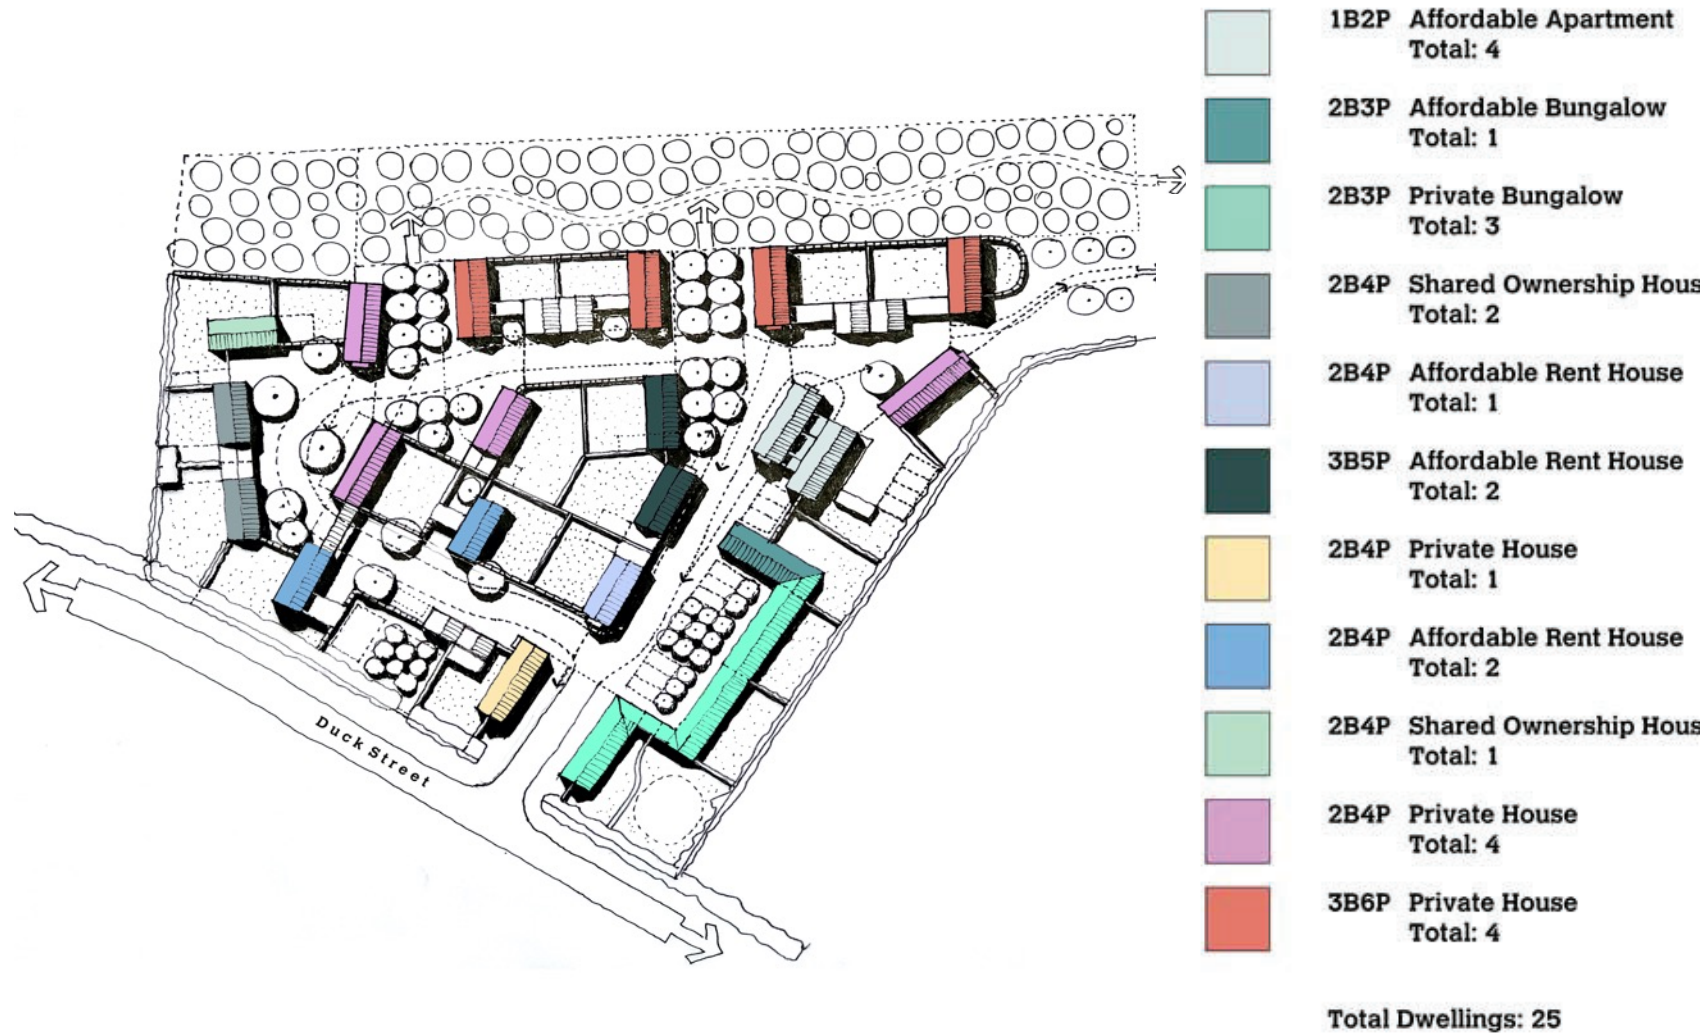 1B2P Affordable Apartment
Total: 4
2B3P Affordable Bungalow
Total: 1
2B3P Private Bungalow
Total: 3
2B4P Shared Ownership Hous
Total: 2
2B4P Affordable Rent House
Total: 1
3B5P Affordable Rent House
Total: 2
2B4P Private House
Total: 1
2B4P Affordable Rent House
Total: 2
2B4P Shared Ownership Hous
Total: 1
2B4P Private House
Total: 4
3B6P Private House
Total: 4
Total Dwellings: 25
Duck Street